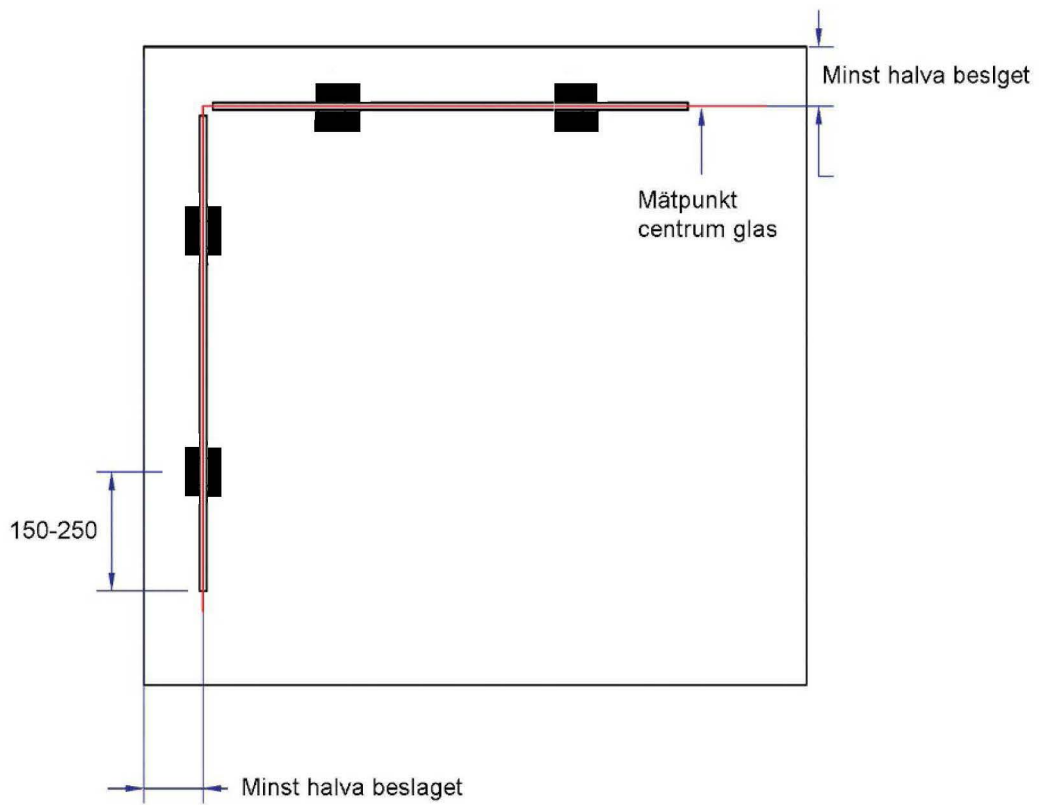 Minst halva beslget
Mätpunkt
centrum glas
150-250
Minst halva beslaget